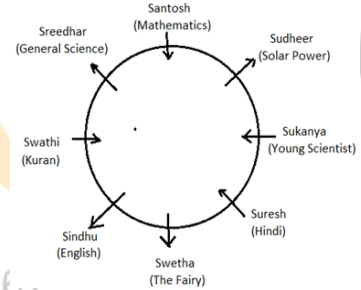 Santosh
(Mathematics)
Sreedhar
(General Science)
Sudheer
(Solar Power)
Swathi
(Kuran)
Sukanya
(Young Scientist)
Suresh
(Hindi)
Sindhu
(English)
Swetha
(The Fairy)